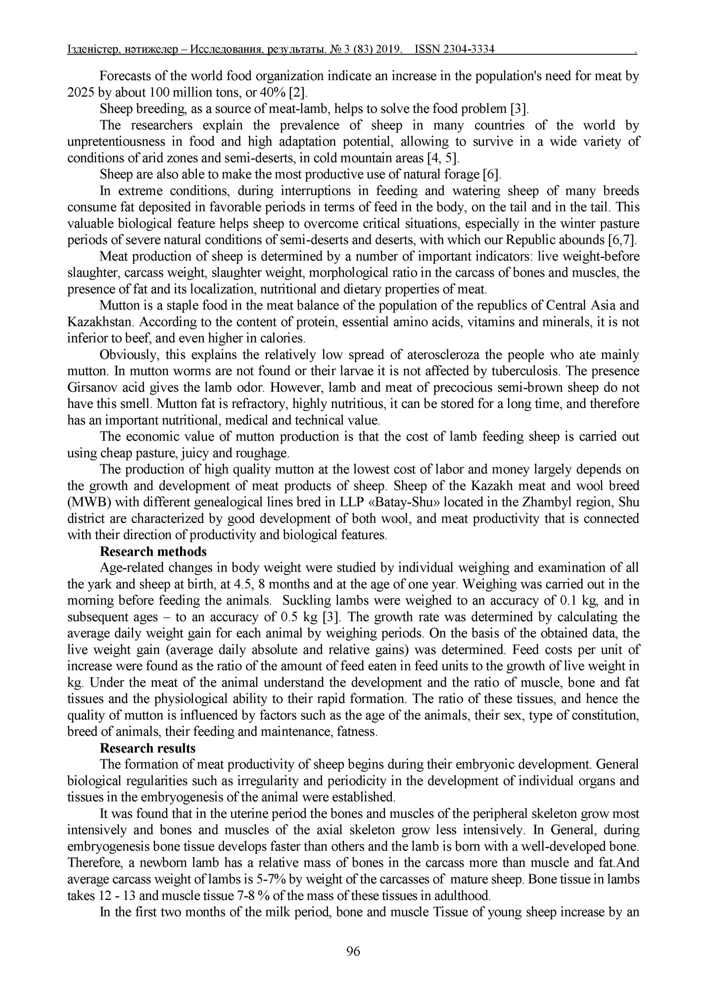 Ізденістер, нәтижелер – Исследования, результаты. № 3 (83) 2019. ISSN 2304-3334 .
Forecasts of the world food organization indicate an increase in the population's need for meat by
2025 by about 100 million tons, or 40% [2].
Sheep breeding, as a source of meat-lamb, helps to solve the food problem [3].
The researchers explain the prevalence of sheep in many countries of the world by
unpretentiousness in food and high adaptation potential, allowing to survive in a wide variety of
conditions of arid zones and semi-deserts, in cold mountain areas [4, 5].
Sheep are also able to make the most productive use of natural forage [6].
In extreme conditions, during interruptions in feeding and watering sheep of many breeds
consume fat deposited in favorable periods in terms of feed in the body, on the tail and in the tail. This
valuable biological feature helps sheep to overcome critical situations, especially in the winter pasture
periods of severe natural conditions of semi-deserts and deserts, with which our Republic abounds [6,7].
Meat production of sheep is determined by a number of important indicators: live weight-before
slaughter, carcass weight, slaughter weight, morphological ratio in the carcass of bones and muscles, the
presence of fat and its localization, nutritional and dietary properties of meat.
Mutton is a staple food in the meat balance of the population of the republics of Central Asia and
Kazakhstan. According to the content of protein, essential amino acids, vitamins and minerals, it is not
inferior to beef, and even higher in calories.
Obviously, this explains the relatively low spread of ateroscleroza the people who ate mainly
mutton. In mutton worms are not found or their larvae it is not affected by tuberculosis. The presence
Girsanov acid gives the lamb odor. However, lamb and meat of precocious semi-brown sheep do not
have this smell. Mutton fat is refractory, highly nutritious, it can be stored for a long time, and therefore
has an important nutritional, medical and technical value.
The economic value of mutton production is that the cost of lamb feeding sheep is carried out
using cheap pasture, juicy and roughage.
The production of high quality mutton at the lowest cost of labor and money largely depends on
the growth and development of meat products of sheep. Sheep of the Kazakh meat and wool breed
(MWB) with different genealogical lines bred in LLP «Batay-Shu» located in the Zhambyl region, Shu
district are characterized by good development of both wool, and meat productivity that is connected
with their direction of productivity and biological features.
Research methods
Age-related changes in body weight were studied by individual weighing and examination of all
the yark and sheep at birth, at 4.5, 8 months and at the age of one year. Weighing was carried out in the
morning before feeding the animals. Suckling lambs were weighed to an accuracy of 0.1 kg, and in
subsequent ages – to an accuracy of 0.5 kg [3]. The growth rate was determined by calculating the
average daily weight gain for each animal by weighing periods. On the basis of the obtained data, the
live weight gain (average daily absolute and relative gains) was determined. Feed costs per unit of
increase were found as the ratio of the amount of feed eaten in feed units to the growth of live weight in
kg. Under the meat of the animal understand the development and the ratio of muscle, bone and fat
tissues and the physiological ability to their rapid formation. The ratio of these tissues, and hence the
quality of mutton is influenced by factors such as the age of the animals, their sex, type of constitution,
breed of animals, their feeding and maintenance, fatness.
Research results
The formation of meat productivity of sheep begins during their embryonic development. General
biological regularities such as irregularity and periodicity in the development of individual organs and
tissues in the embryogenesis of the animal were established.
It was found that in the uterine period the bones and muscles of the peripheral skeleton grow most
intensively and bones and muscles of the axial skeleton grow less intensively. In General, during
embryogenesis bone tissue develops faster than others and the lamb is born with a well-developed bone.
Therefore, a newborn lamb has a relative mass of bones in the carcass more than muscle and fat.And
average carcass weight of lambs is 5-7% by weight of the carcasses of mature sheep. Bone tissue in lambs
takes 12 - 13 and muscle tissue 7-8 % of the mass of these tissues in adulthood.
In the first two months of the milk period, bone and muscle Tissue of young sheep increase by an
96